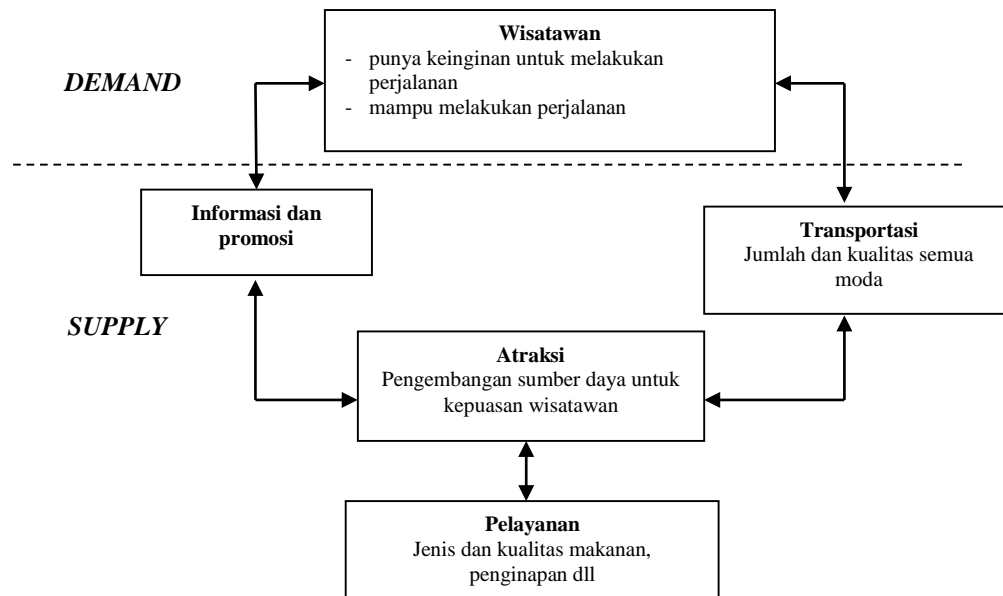 Wisatawan
- punya keinginan untuk melakukan
perjalanan
- mampu melakukan perjalanan
DEMAND
Informasi dan
promosi
Transportasi
Jumlah dan kualitas semua
moda
SUPPLY
Atraksi
Pengembangan sumber daya untuk
kepuasan wisatawan
Pelayanan
Jenis dan kualitas makanan,
penginapan dll